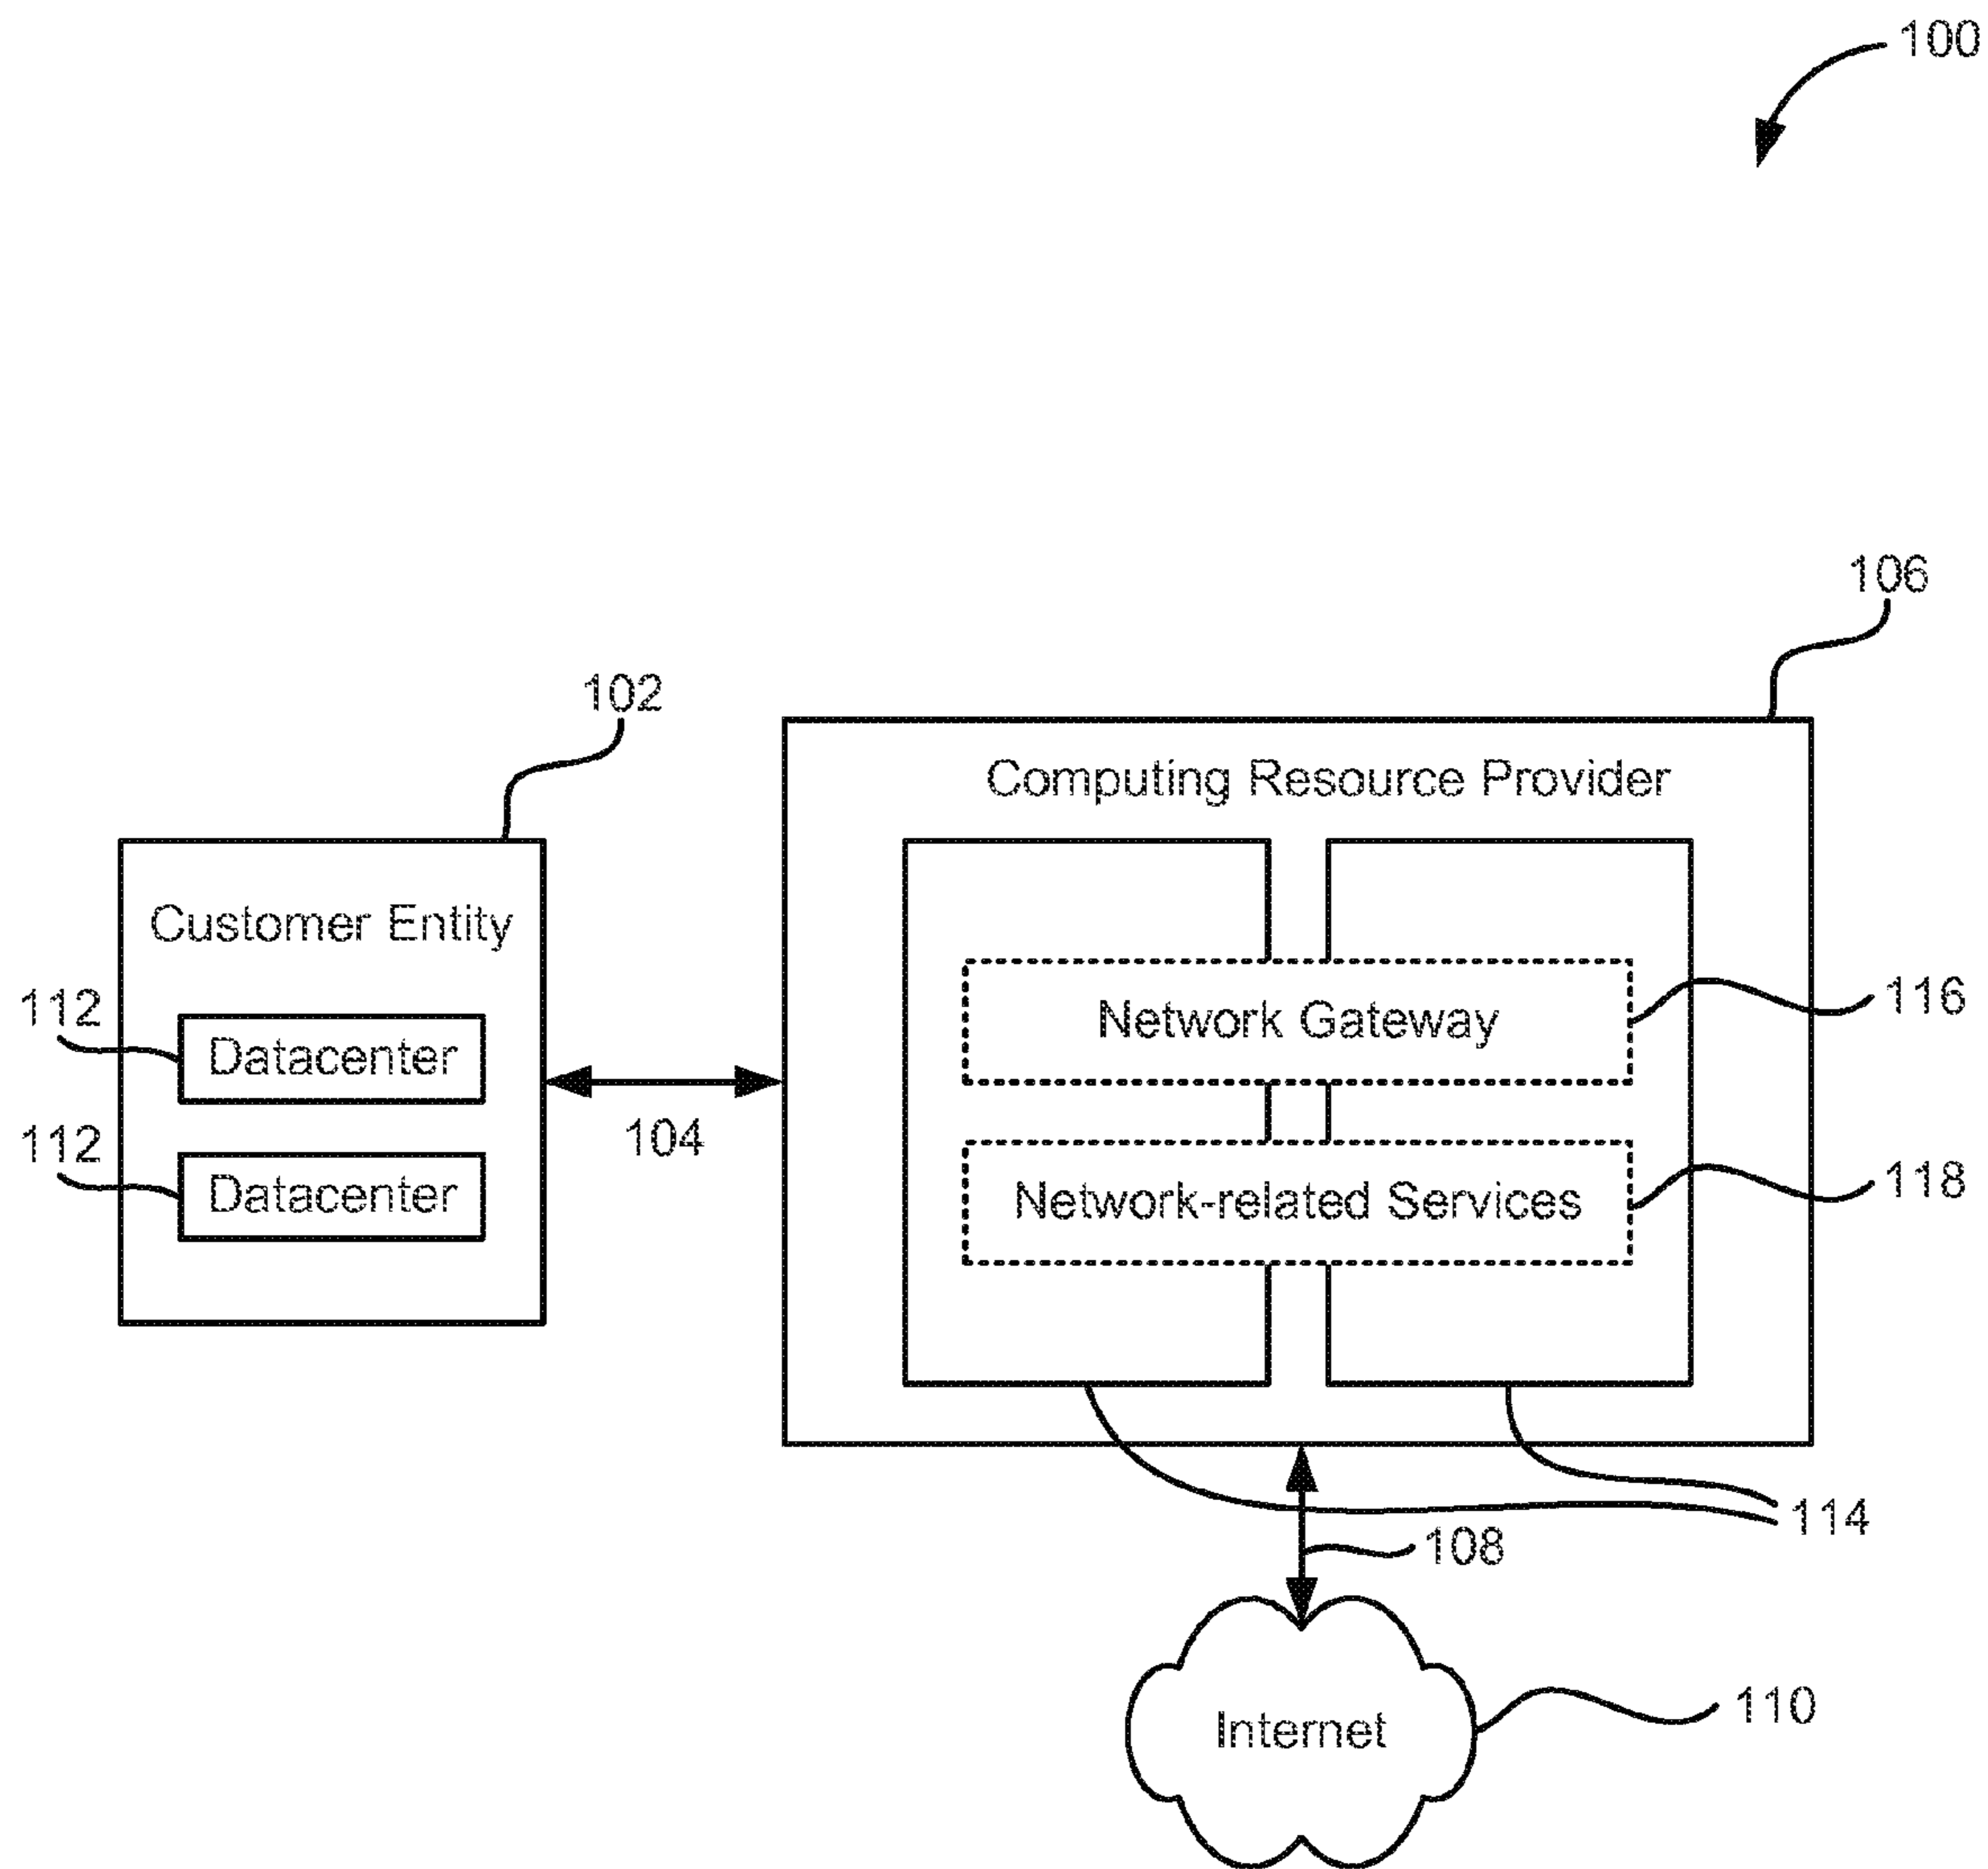 100
106
102
Computing Resource Provider
Customer Entity
112
Datacenter
Network Gateway
116
104
112
Datacenter
Network-related Services
118
114
108
Internet
110